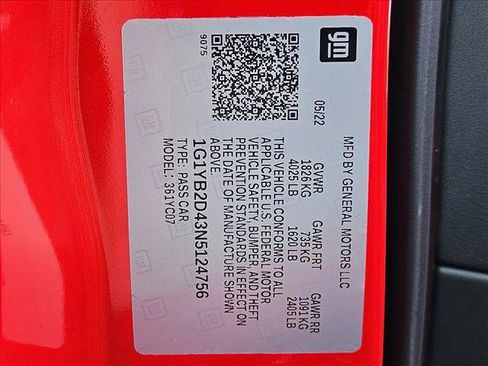 gm
MFD BY GENERAL MOTORS LLC
05/22
GVWR GAWR FRT GAWR RR
1826 KG 735 KG 1091 KG
4025 LB 1620 LB 2405 LB
THIS VEHICLE CONFORMS TO ALL
APPLICABLE U.S. FEDERAL MOTOR
VEHICLE SAFETY, BUMPER, AND THEFT
PREVENTION STANDARDS IN EFFECT ON
THE DATE OF MANUFACTURE SHOWN
ABOVE.
1G1YB2D43N5124756
TYPE: PASS CAR
MODEL: 361YC07
9075